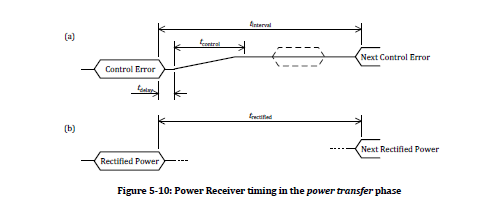 t_interval
(a)
t_control
Control Error
Next Control Error
t_delay
t_rectified
(b)
Rectified Power
Next Rectified Power
Figure 5-10: Power Receiver timing in the power transfer phase